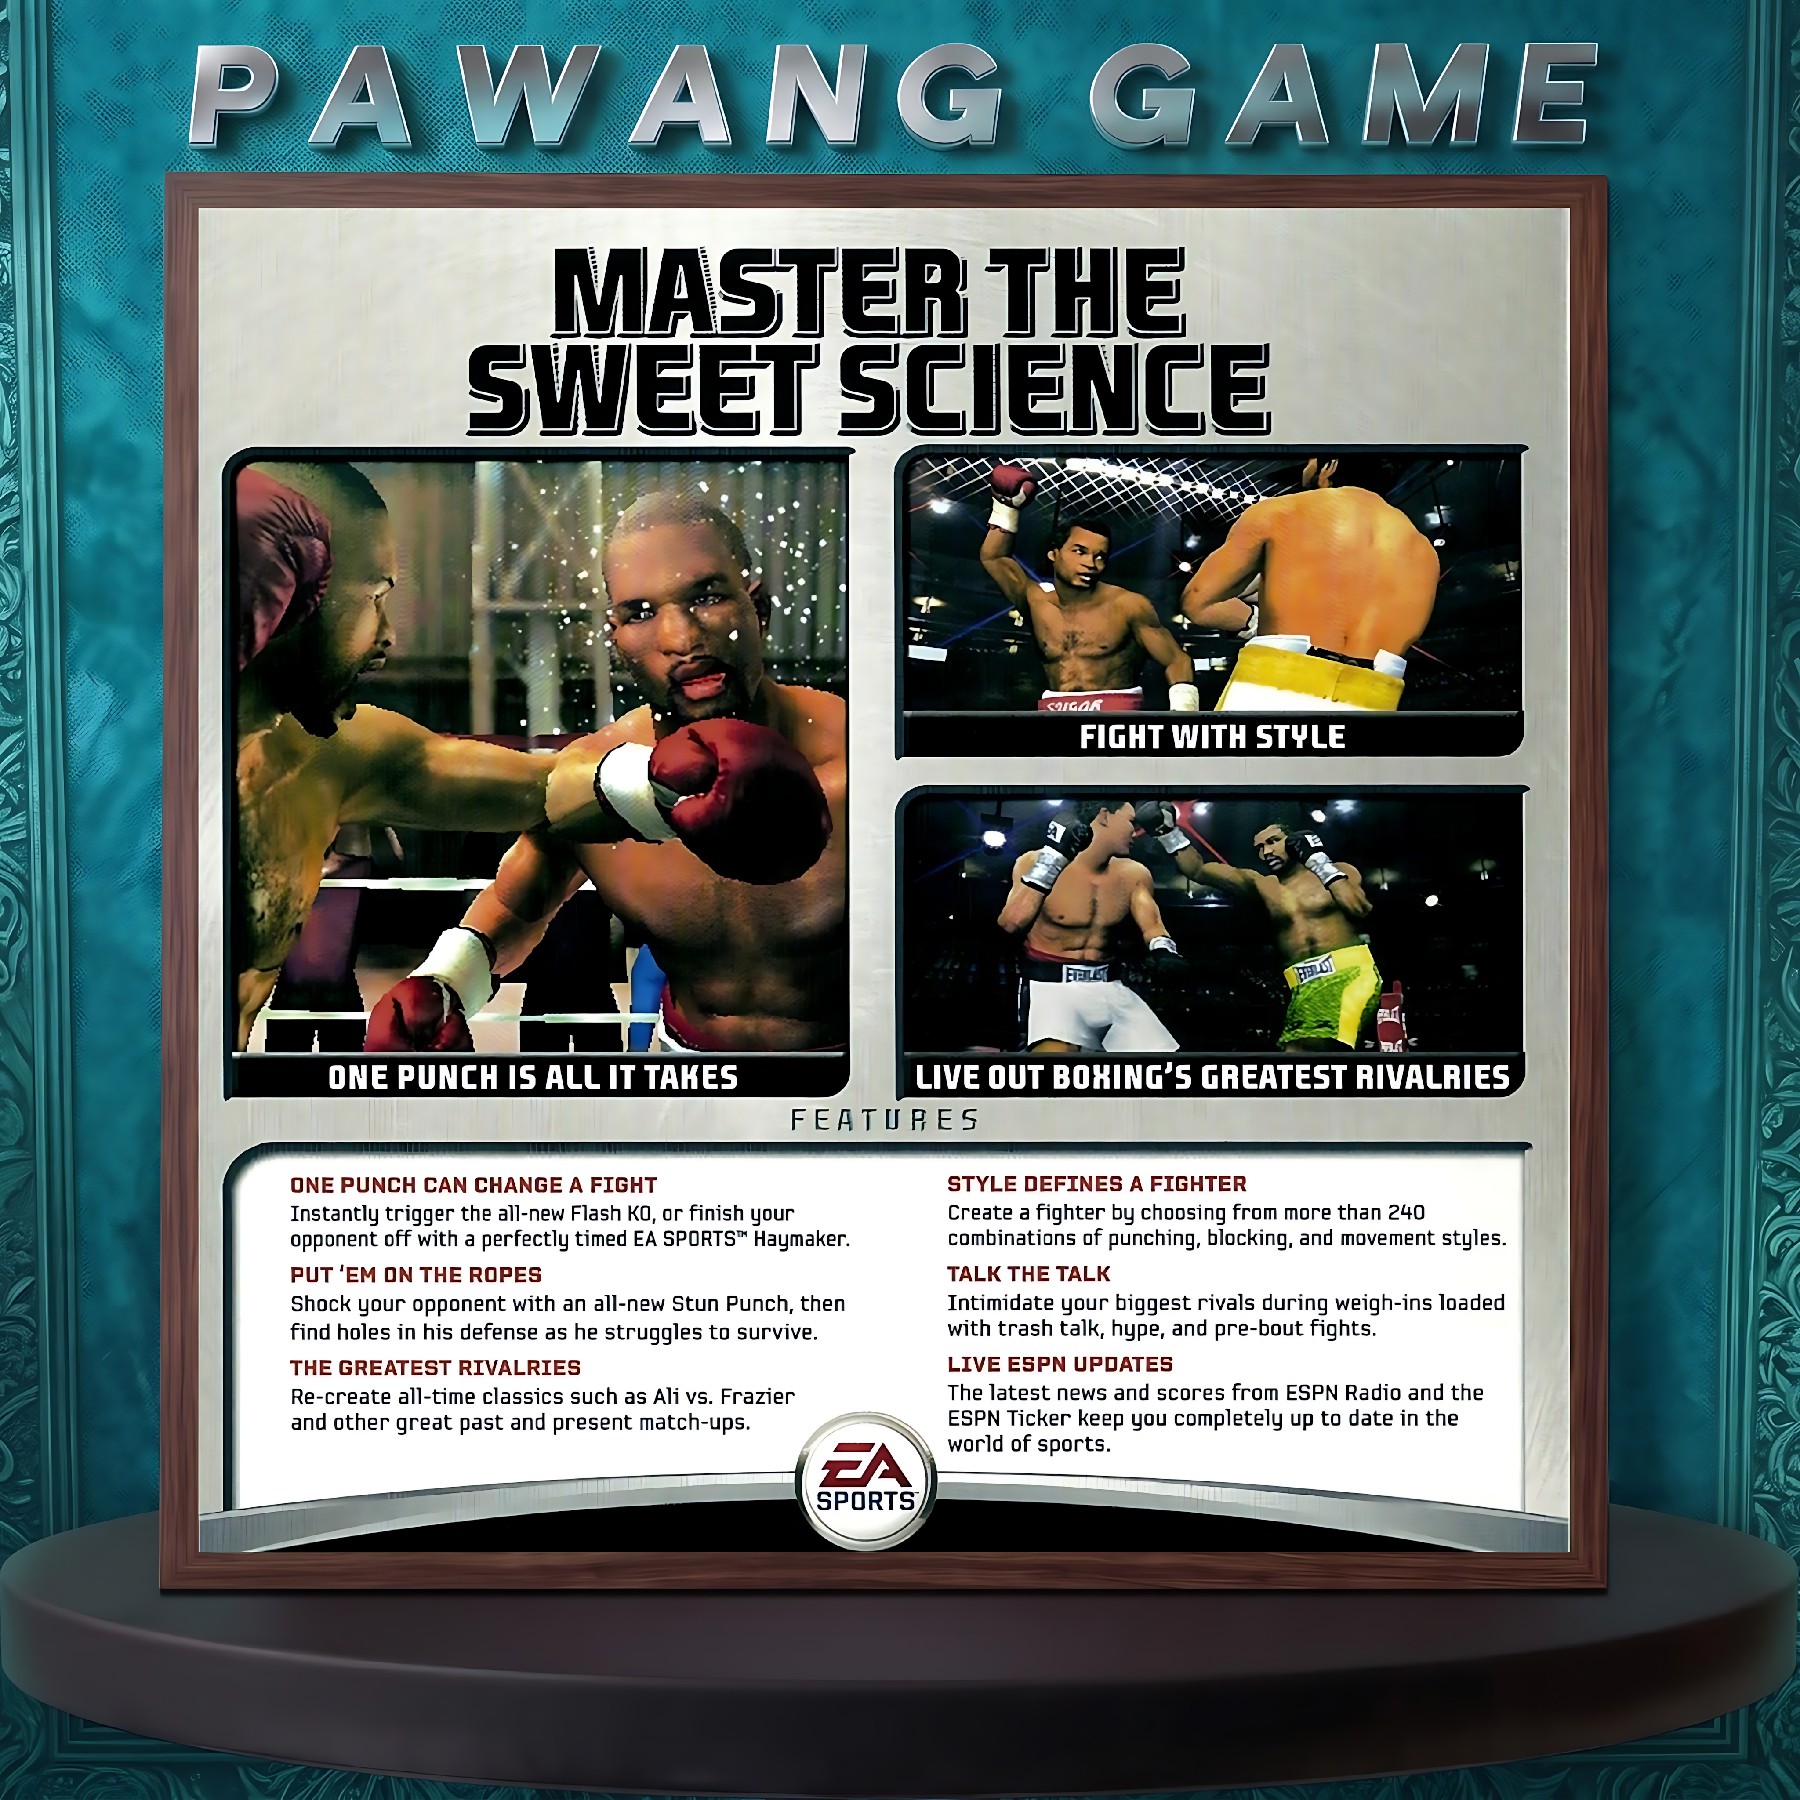 PAWANG GAME
MASTER THE
SWEET SCIENCE
SUGAR
FIGHT WITH STYLE
EVERLAST
EVERLAST
ONE PUNCH IS ALL IT TAKES
LIVE OUT BOXING'S GREATEST RIVALRIES
FEATURES
ONE PUNCH CAN CHANGE A FIGHT
Instantly trigger the all-new Flash KO, or finish your
opponent off with a perfectly timed EA SPORTS™ Haymaker.
PUT 'EM ON THE ROPES
Shock your opponent with an all-new Stun Punch, then
find holes in his defense as he struggles to survive.
THE GREATEST RIVALRIES
Re-create all-time classics such as Ali vs. Frazier
and other great past and present match-ups.
STYLE DEFINES A FIGHTER
Create a fighter by choosing from more than 240
combinations of punching, blocking, and movement styles.
TALK THE TALK
Intimidate your biggest rivals during weigh-ins loaded
with trash talk, hype, and pre-bout fights.
LIVE ESPN UPDATES
The latest news and scores from ESPN Radio and the
ESPN Ticker keep you completely up to date in the
world of sports.
EA
SPORTS™